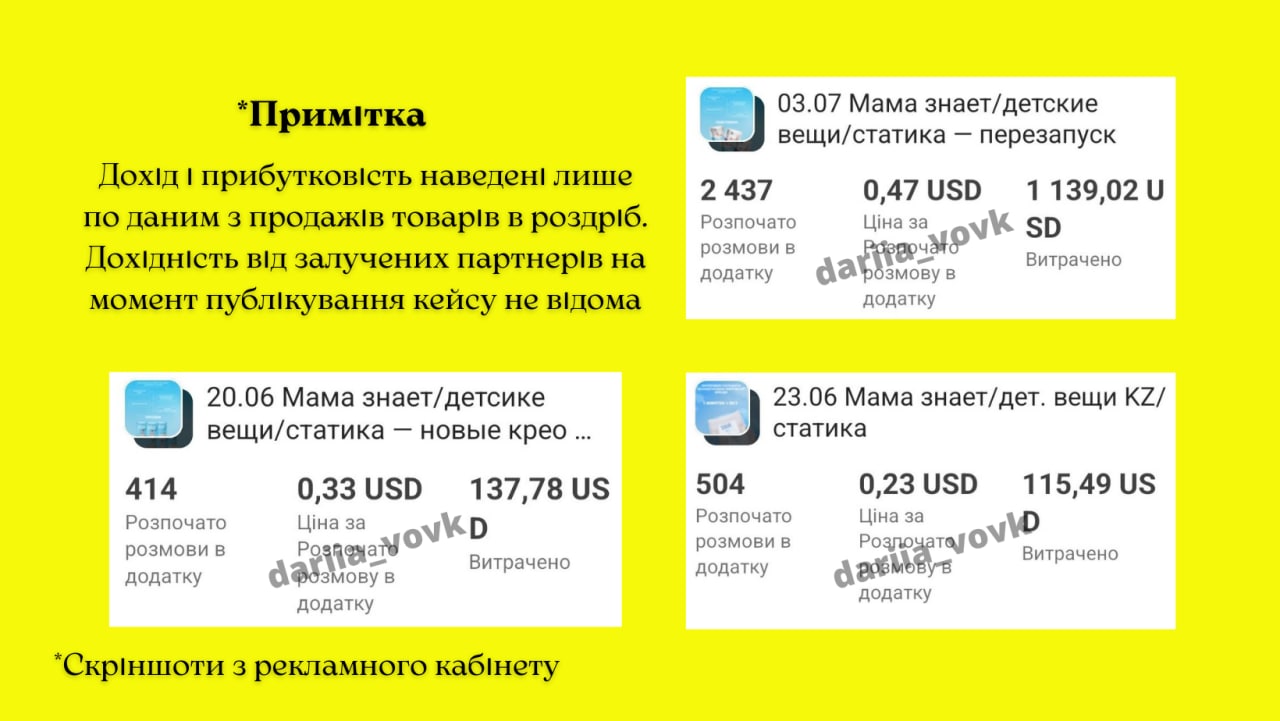 *Примітка
Дохід і прибутковість наведені лише
по даним з продажів товарів в роздріб.
Дохідність від залучених партнерів на
момент публікування кейсу не відома
03.07 Мама знает/детские
вещи/статика — перезапуск
2 437
0,47 USD
1 139,02 U
SD
Розпочато
розмови в
додатку
Ціна за
Розпочато
розмову в
додатку
Витрачено
dariia_vovk
20.06 Мама знает/детсике
вещи/статика — новые крео ...
414
0,33 USD
137,78 US
D
Розпочато
розмови в
додатку
Ціна за
Розпочато
розмову в
додатку
Витрачено
dariia_vovk
23.06 Мама знает/дет. вещи KZ/
статика
504
0,23 USD
115,49 US
D
Розпочато
розмови в
додатку
Ціна за
Розпочато
розмову в
додатку
Витрачено
dariia_vovk
*Скріншоти з рекламного кабінету